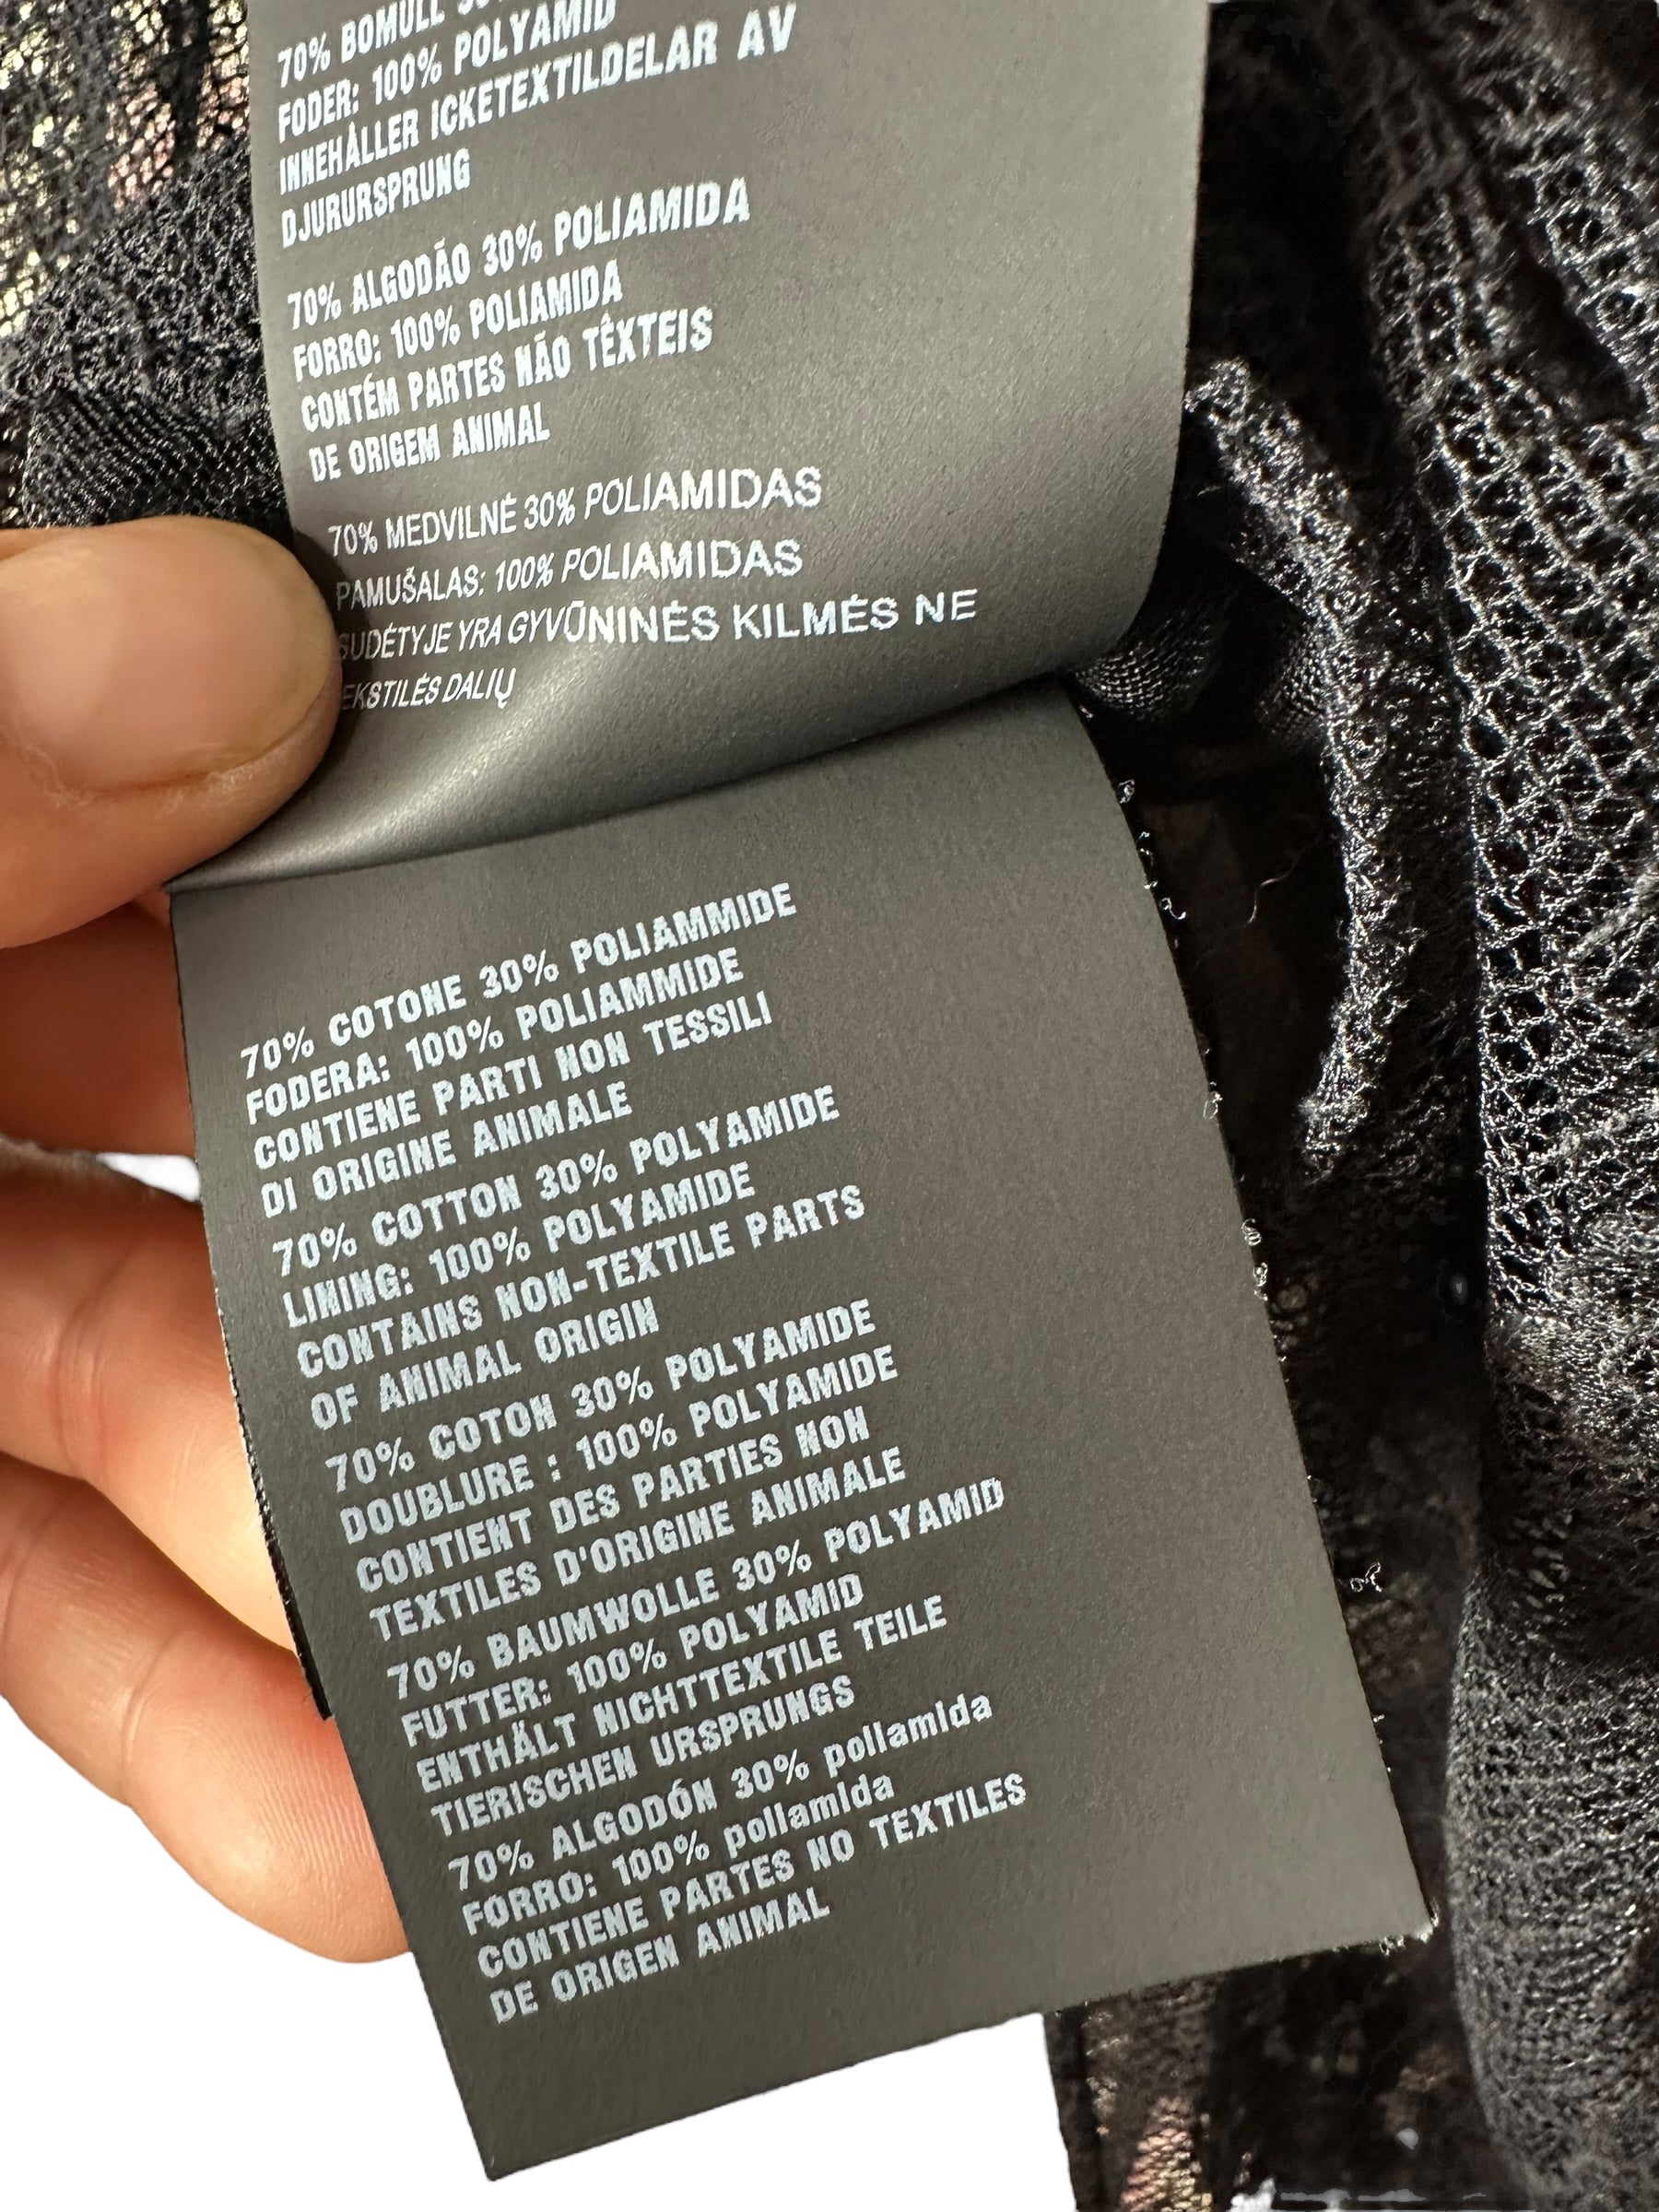 70% BOMULL
FODER: 100% POLYAMID
INNEHÅLLER ICKETEXTILDELAR AV
DJURURSPRUNG
70% ALGODÃO 30% POLIAMIDA
FORRO: 100% POLIAMIDA
CONTÉM PARTES NÃO TÊXTEIS
DE ORIGEM ANIMAL
70% MEDVILNĖ 30% POLIAMIDAS
PAMUŠALAS: 100% POLIAMIDAS
SUDĖTYJE YRA GYVŪNINĖS KILMĖS NE
EKSTILĖS DALIŲ
70% COTONE 30% POLIAMMIDE
FODERA: 100% POLIAMMIDE
CONTIENE PARTI NON TESSILI
DI ORIGINE ANIMALE
70% COTTON 30% POLYAMIDE
LINING: 100% POLYAMIDE
CONTAINS NON-TEXTILE PARTS
OF ANIMAL ORIGIN
70% COTON 30% POLYAMIDE
DOUBLURE : 100% POLYAMIDE
CONTIENT DES PARTIES NON
TEXTILES D'ORIGINE ANIMALE
70% BAUMWOLLE 30% POLYAMID
FUTTER: 100% POLYAMID
ENTHÄLT NICHTTEXTILE TEILE
TIERISCHEN URSPRUNGS
70% ALGODÓN 30% poliamida
FORRO: 100% poliamida
CONTIENE PARTES NO TEXTILES
DE ORIGEN ANIMAL